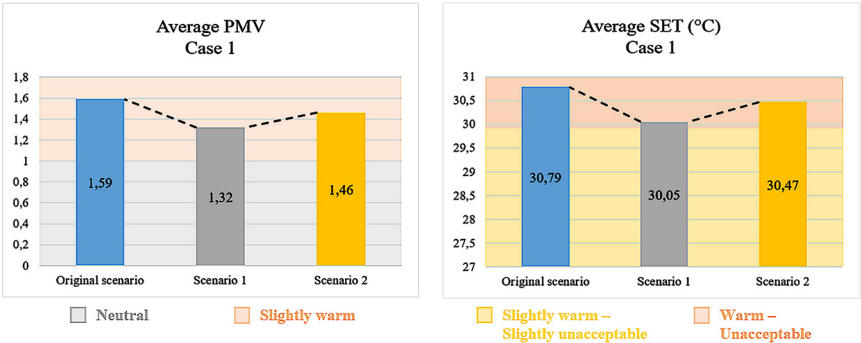 Average PMV
Case 1
1,8
1,6
1,4
1,2
1
0,8
0,6
0,4
0,2
0
1,59
1,32
1,46
Original scenario
Scenario 1
Scenario 2
Neutral
Slightly warm
Average SET (°C)
Case 1
31
30,5
30
29,5
29
28,5
28
27,5
27
30,79
30,05
30,47
Original scenario
Scenario 1
Scenario 2
Slightly warm –
Slightly unacceptable
Warm –
Unacceptable